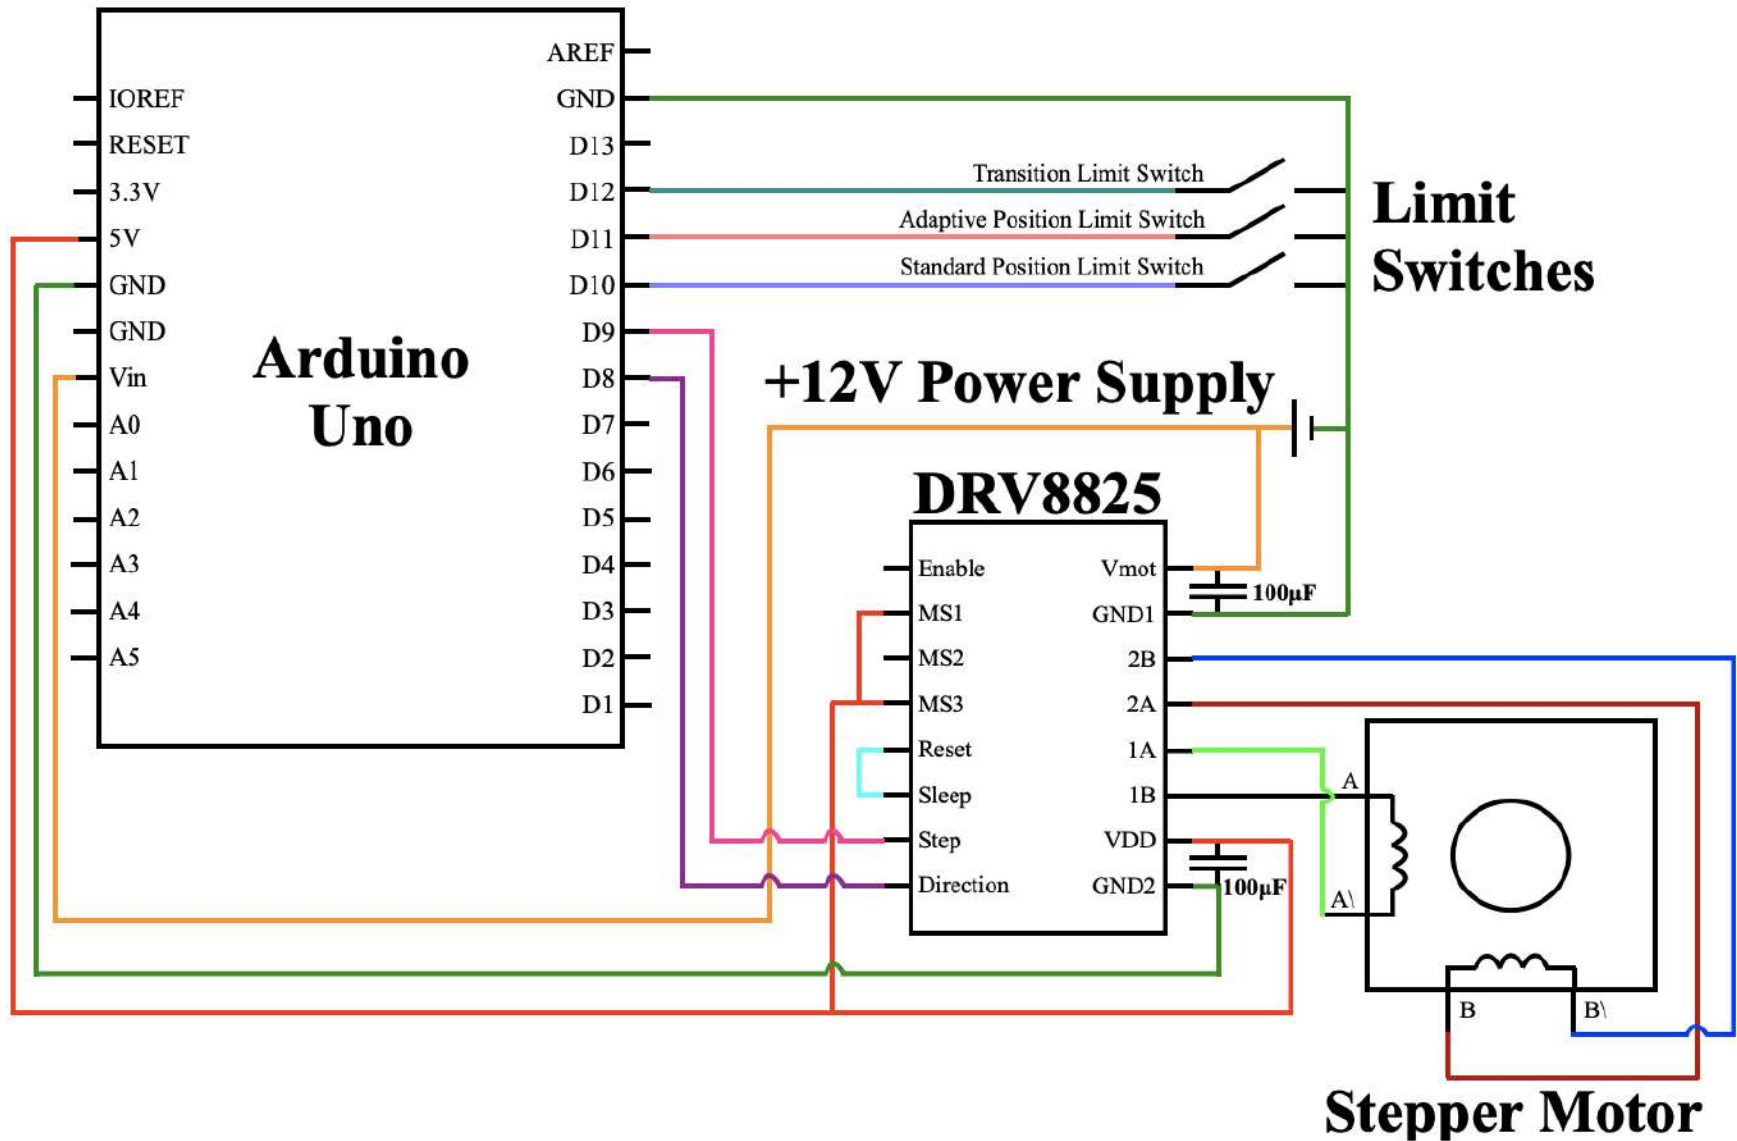 AREF
IOREF
GND
RESET
D13
3.3V
D12
5V
D11
GND
D10
GND
D9
Vin
D8
A0
D7
A1
D6
A2
D5
A3
D4
A4
D3
A5
D2
D1
Arduino
Uno
Transition Limit Switch
Adaptive Position Limit Switch
Standard Position Limit Switch
Limit
Switches
+12V Power Supply
DRV8825
Enable
Vmot
100µF
MS1
GND1
MS2
2B
MS3
2A
Reset
1A
Sleep
1B
Step
VDD
Direction
GND2
100µF
A
A\
B
B\
Stepper Motor